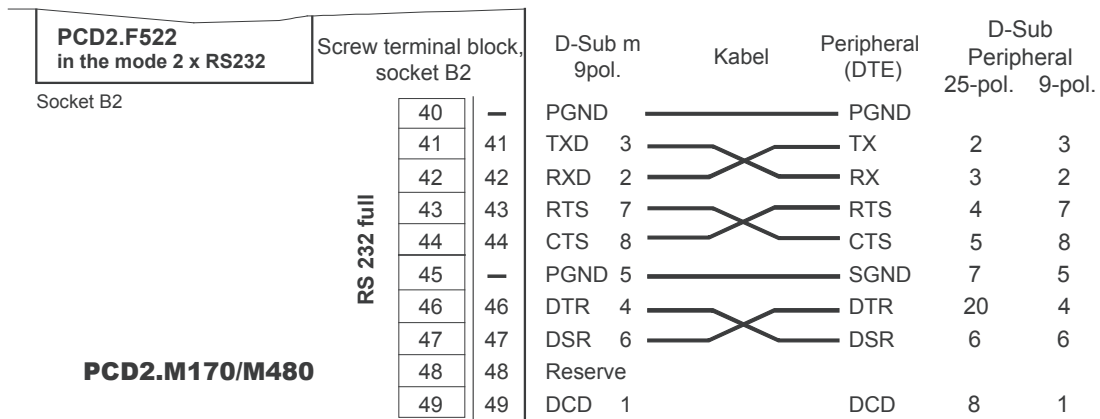 PCD2.F522
in the mode 2 x RS232
Socket B2
Screw terminal block,
socket B2
D-Sub m
9pol.
Kabel
Peripheral
(DTE)
D-Sub
Peripheral
25-pol. 9-pol.
40 – PGND PGND
41 41 TXD 3 TX 2 3
42 42 RXD 2 RX 3 2
43 43 RTS 7 RTS 4 7
44 44 CTS 8 CTS 5 8
45 – PGND 5 SGND 7 5
46 46 DTR 4 DTR 20 4
47 47 DSR 6 DSR 6 6
48 48 Reserve
49 49 DCD 1 DCD 8 1
RS 232 full
PCD2.M170/M480